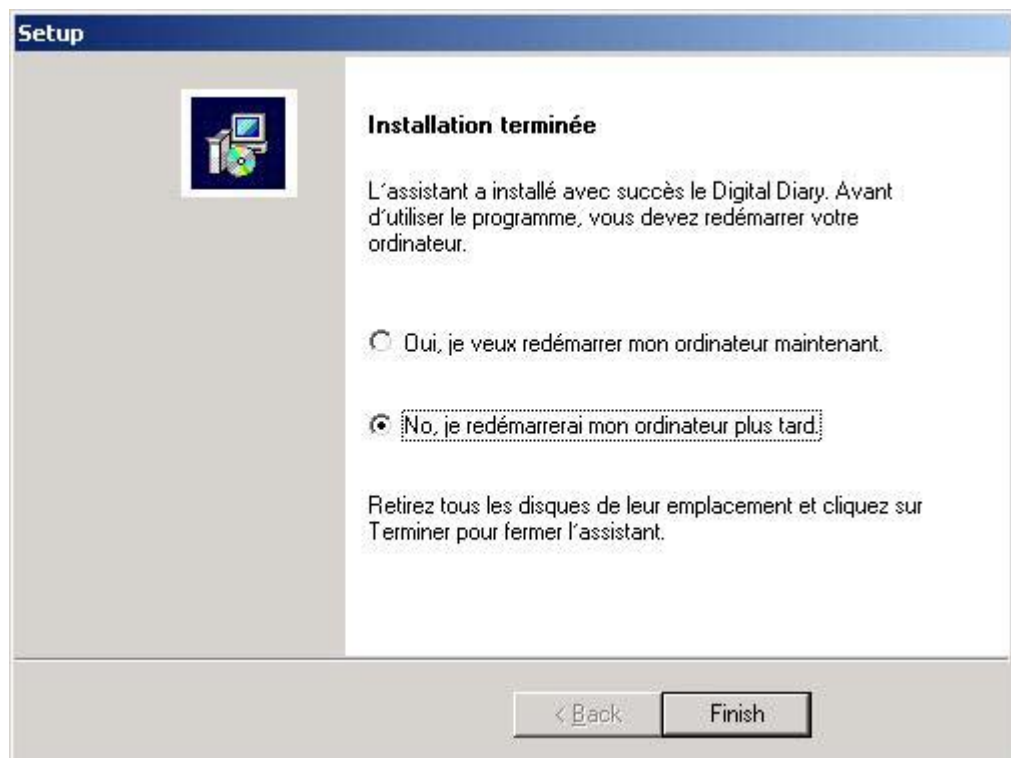 Setup
Installation terminée
L'assistant a installé avec succès le Digital Diary. Avant
d'utiliser le programme, vous devez redémarrer votre
ordinateur.
Oui, je veux redémarrer mon ordinateur maintenant.
No, je redémarrerai mon ordinateur plus tard.
Retirez tous les disques de leur emplacement et cliquez sur
Terminer pour fermer l'assistant.
< Back
Finish